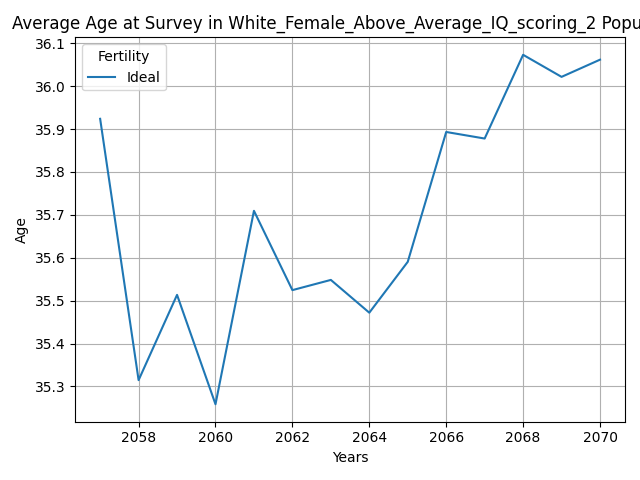 Average Age at Survey in White_Female_Above_Average_IQ_scoring_2 Popu
36.1
36.0
35.9
35.8
35.7
35.6
35.5
35.4
35.3
Age
Fertility
Ideal
2058 2060 2062 2064 2066 2068 2070
Years